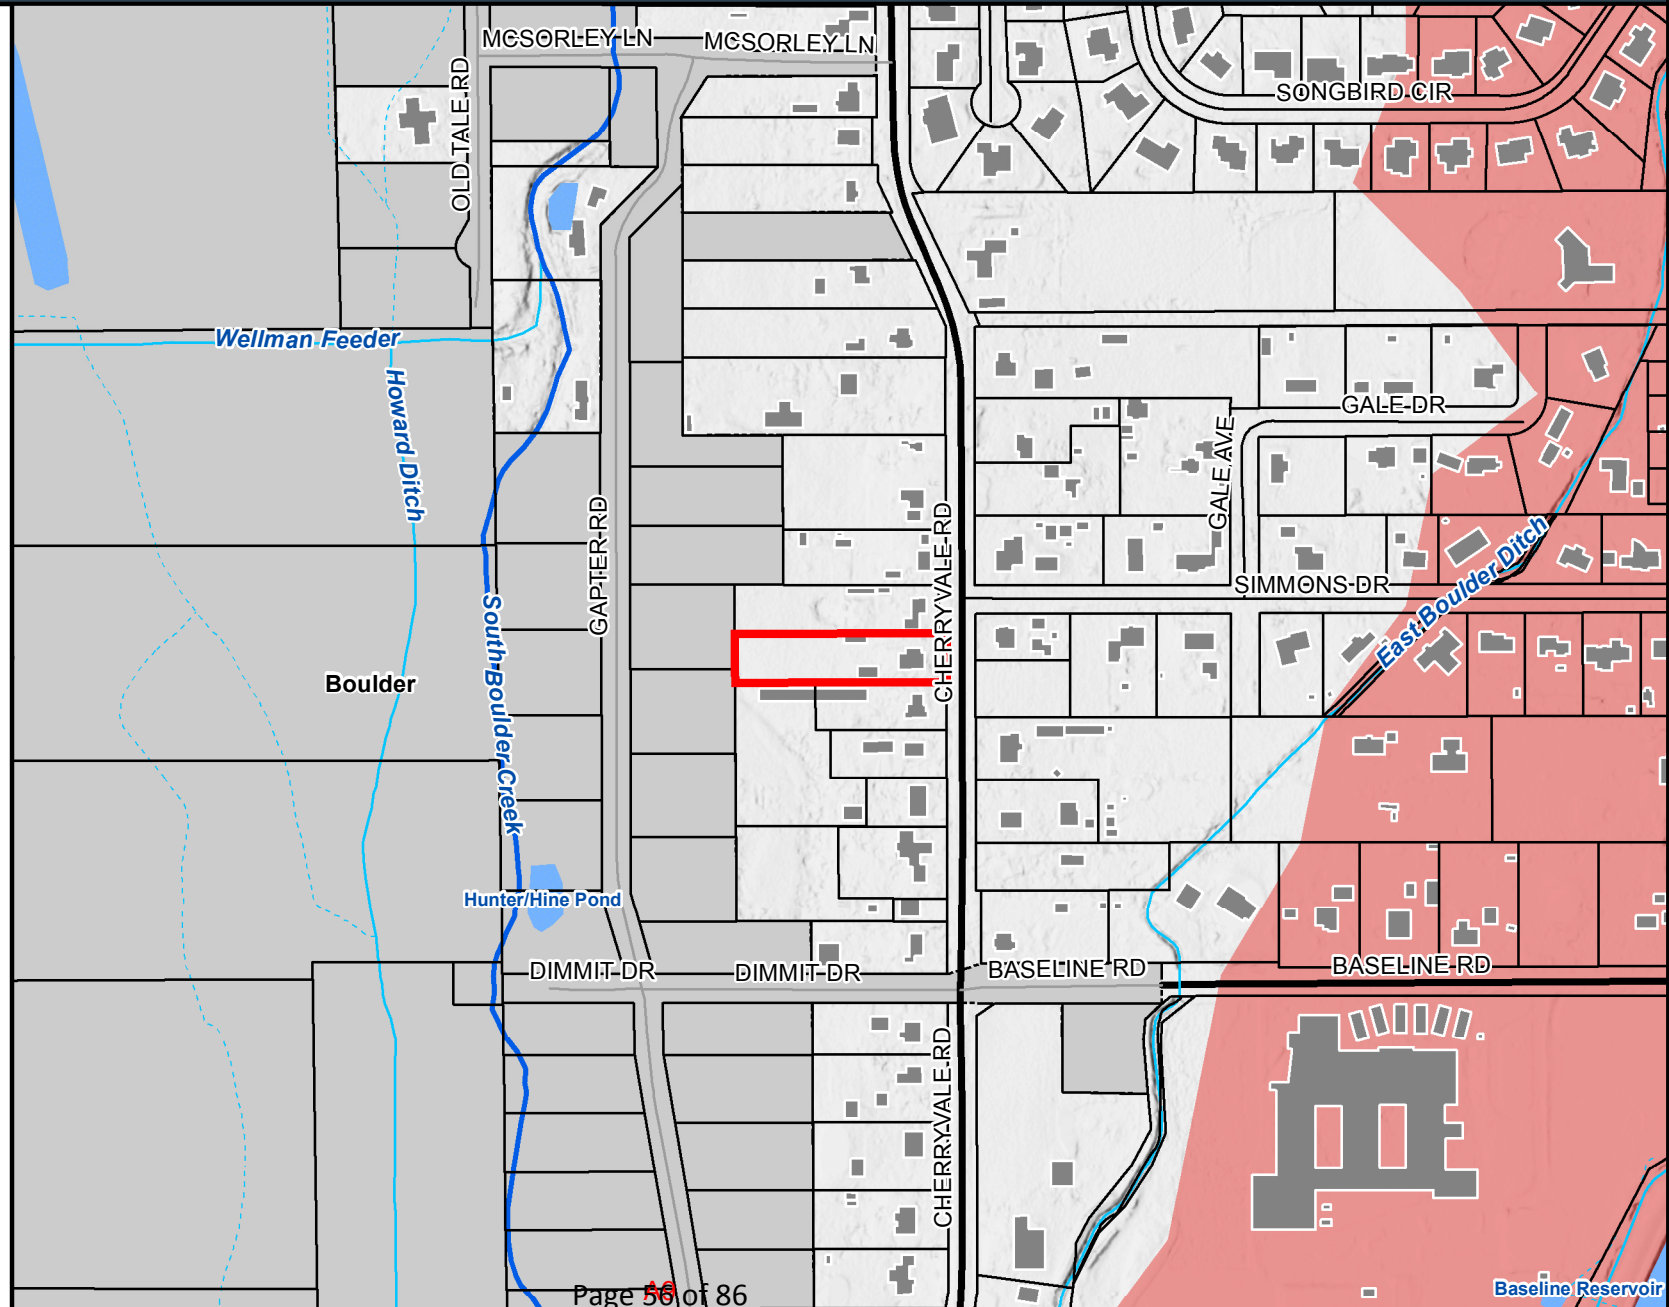 MCSORLEY LN
MCSORLEY LN
OLD TALE RD
SONGBIRD CIR
Wellman Feeder
Howard Ditch
GALE DR
GALE AVE
GAPTER RD
CHERRYVALE RD
East Boulder Ditch
SIMMONS DR
South Boulder Creek
Boulder
Hunter/Hine Pond
DIMMIT DR
DIMMIT DR
BASELINE RD
BASELINE RD
CHERRYVALE RD
Baseline Reservoir
A9
Page 56 of 86